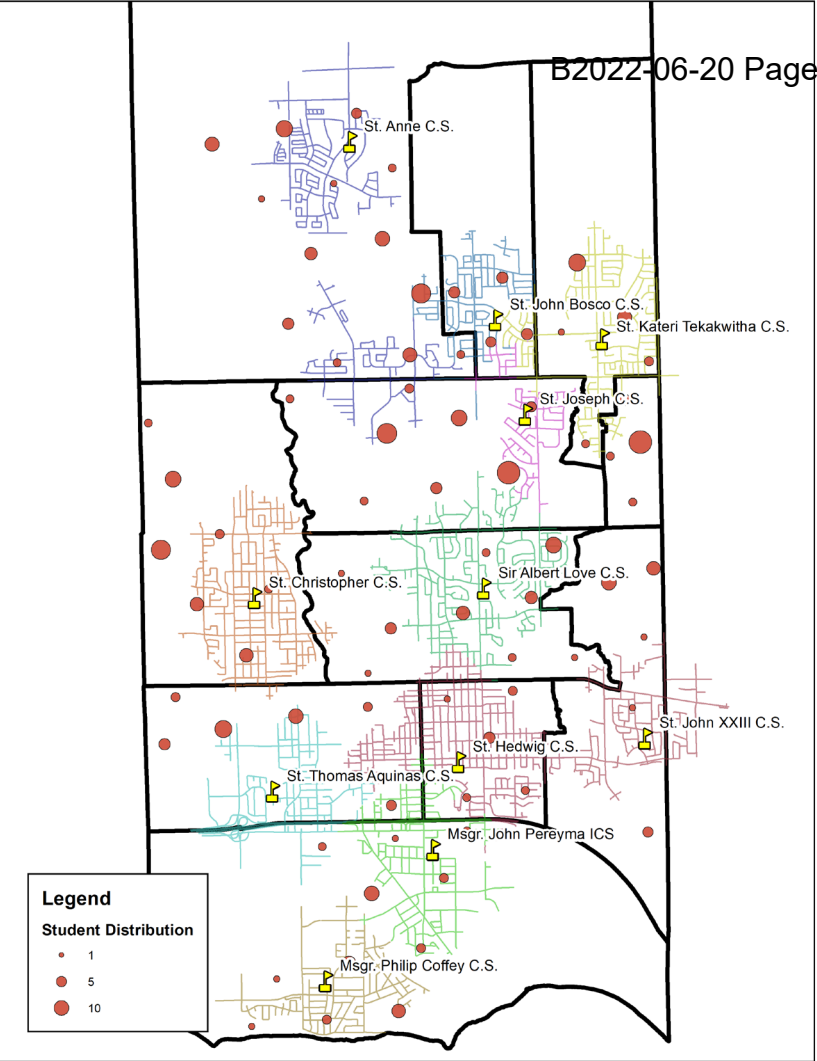 B2022-06-20 Page
St. Anne C.S.
St. John Bosco C.S.
St. Kateri Tekakwitha C.S.
St. Joseph C.S.
Sir Albert Love C.S.
St. Christopher C.S.
St. John XXIII C.S.
St. Hedwig C.S.
St. Thomas Aquinas C.S.
Msgr. John Pereyma ICS
Msgr. Philip Coffey C.S.
Legend
Student Distribution
1
5
10